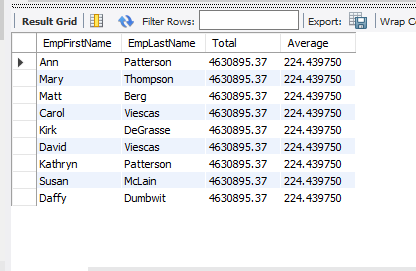 Result Grid Filter Rows: Export: Wrap C
EmpFirstName EmpLastName Total Average
Ann Patterson 4630895.37 224.439750
Mary Thompson 4630895.37 224.439750
Matt Berg 4630895.37 224.439750
Carol Viescas 4630895.37 224.439750
Kirk DeGrasse 4630895.37 224.439750
David Viescas 4630895.37 224.439750
Kathryn Patterson 4630895.37 224.439750
Susan McLain 4630895.37 224.439750
Daffy Dumbwit 4630895.37 224.439750